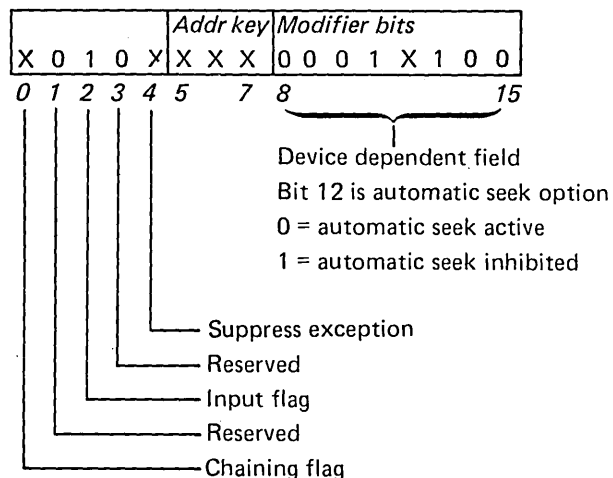 Addr key Modifier bits
X 0 1 0 X X X X 0 0 0 1 X 1 0 0
0 1 2 3 4 5 7 8 15
Device dependent field
Bit 12 is automatic seek option
0 = automatic seek active
1 = automatic seek inhibited
Suppress exception
Reserved
Input flag
Reserved
Chaining flag